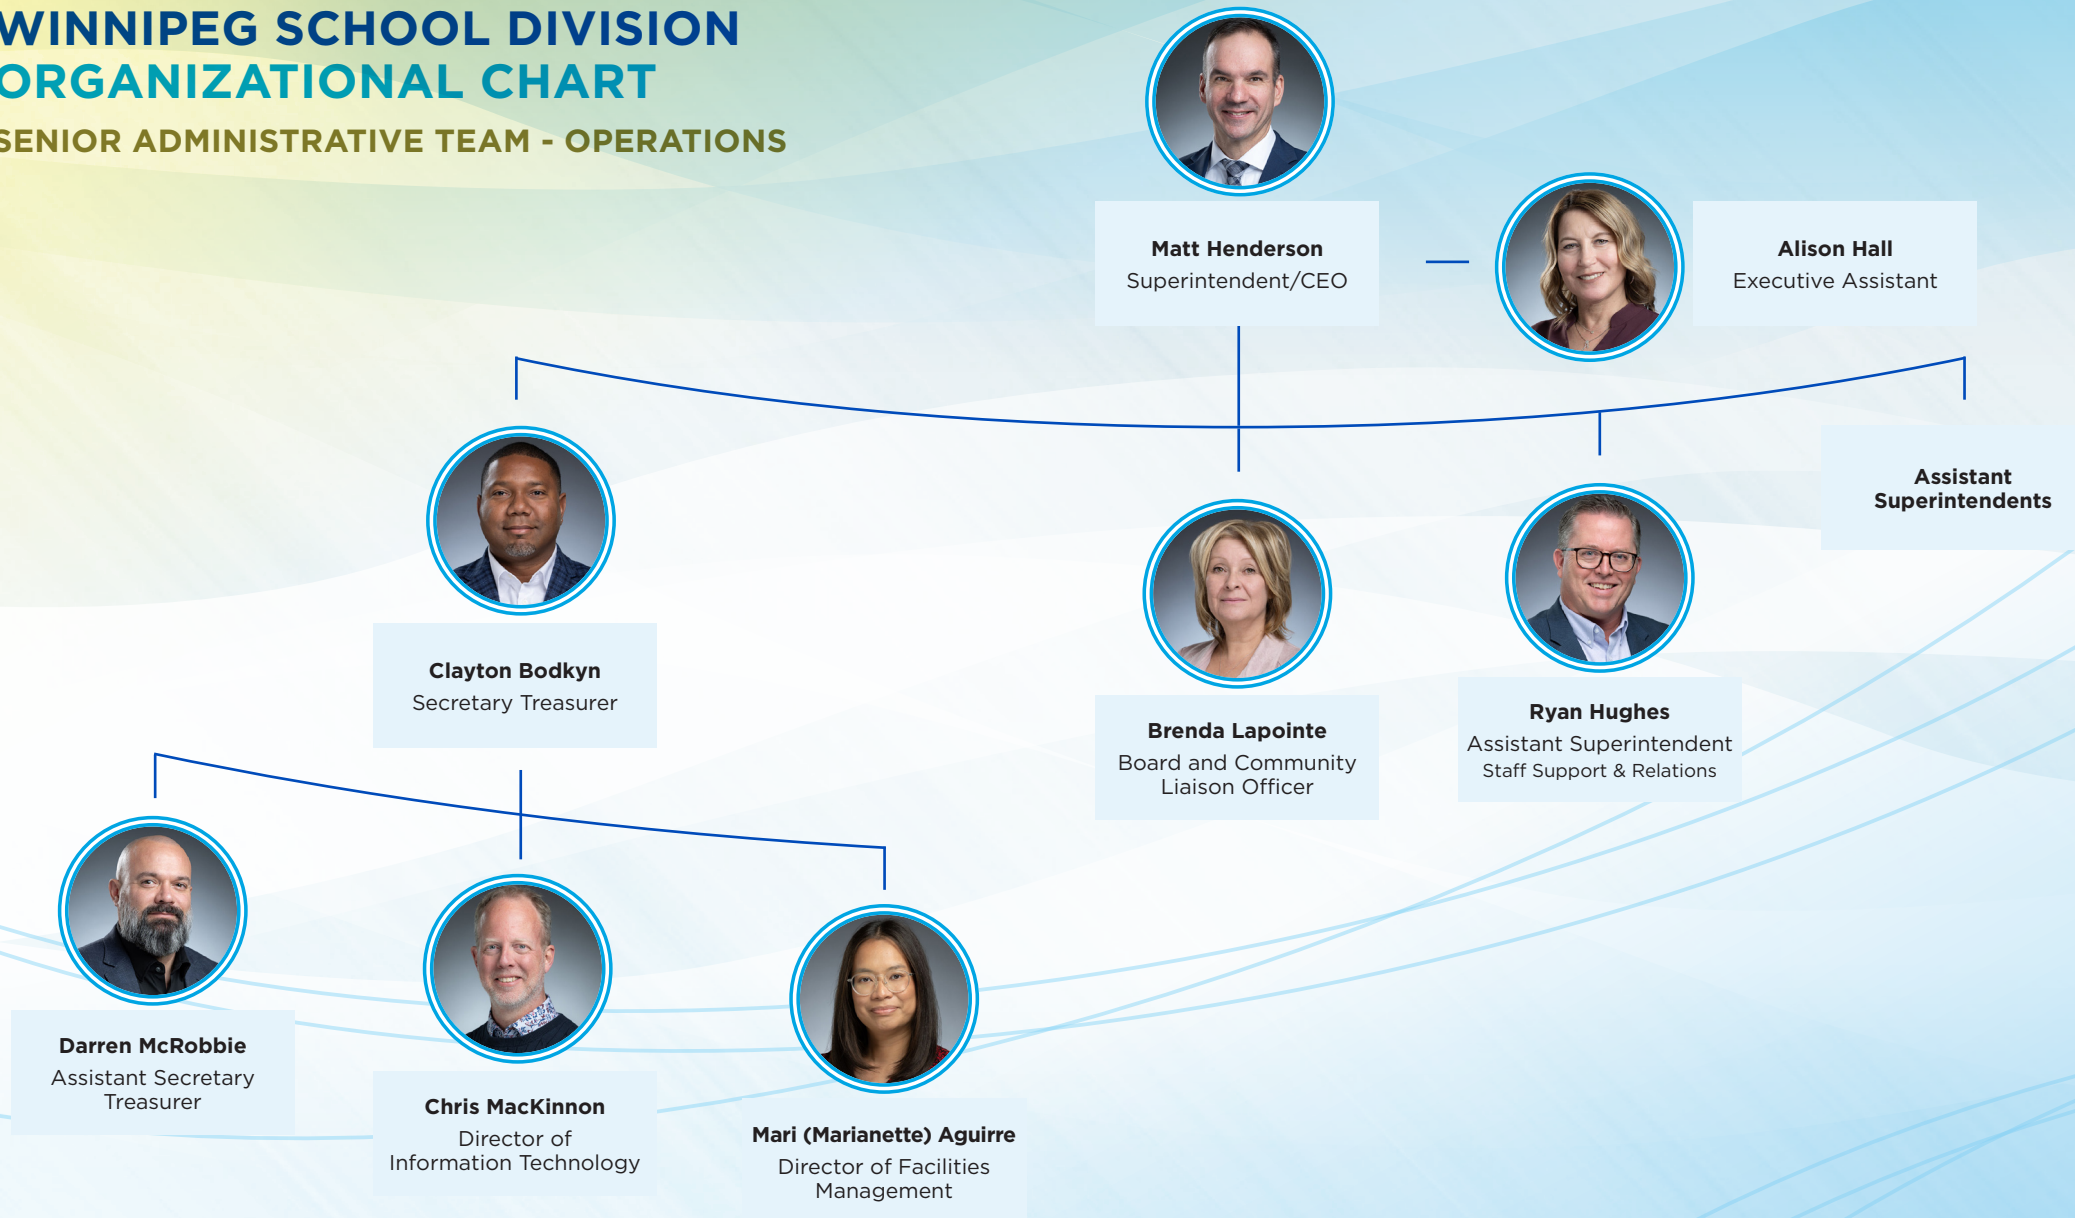 WINNIPEG SCHOOL DIVISION
ORGANIZATIONAL CHART
SENIOR ADMINISTRATIVE TEAM - OPERATIONS
Matt Henderson
Superintendent/CEO
Alison Hall
Executive Assistant
Clayton Bodkyn
Secretary Treasurer
Brenda Lapointe
Board and Community
Liaison Officer
Ryan Hughes
Assistant Superintendent
Staff Support & Relations
Assistant
Superintendents
Darren McRobbie
Assistant Secretary
Treasurer
Chris MacKinnon
Director of
Information Technology
Mari (Marianette) Aguirre
Director of Facilities
Management